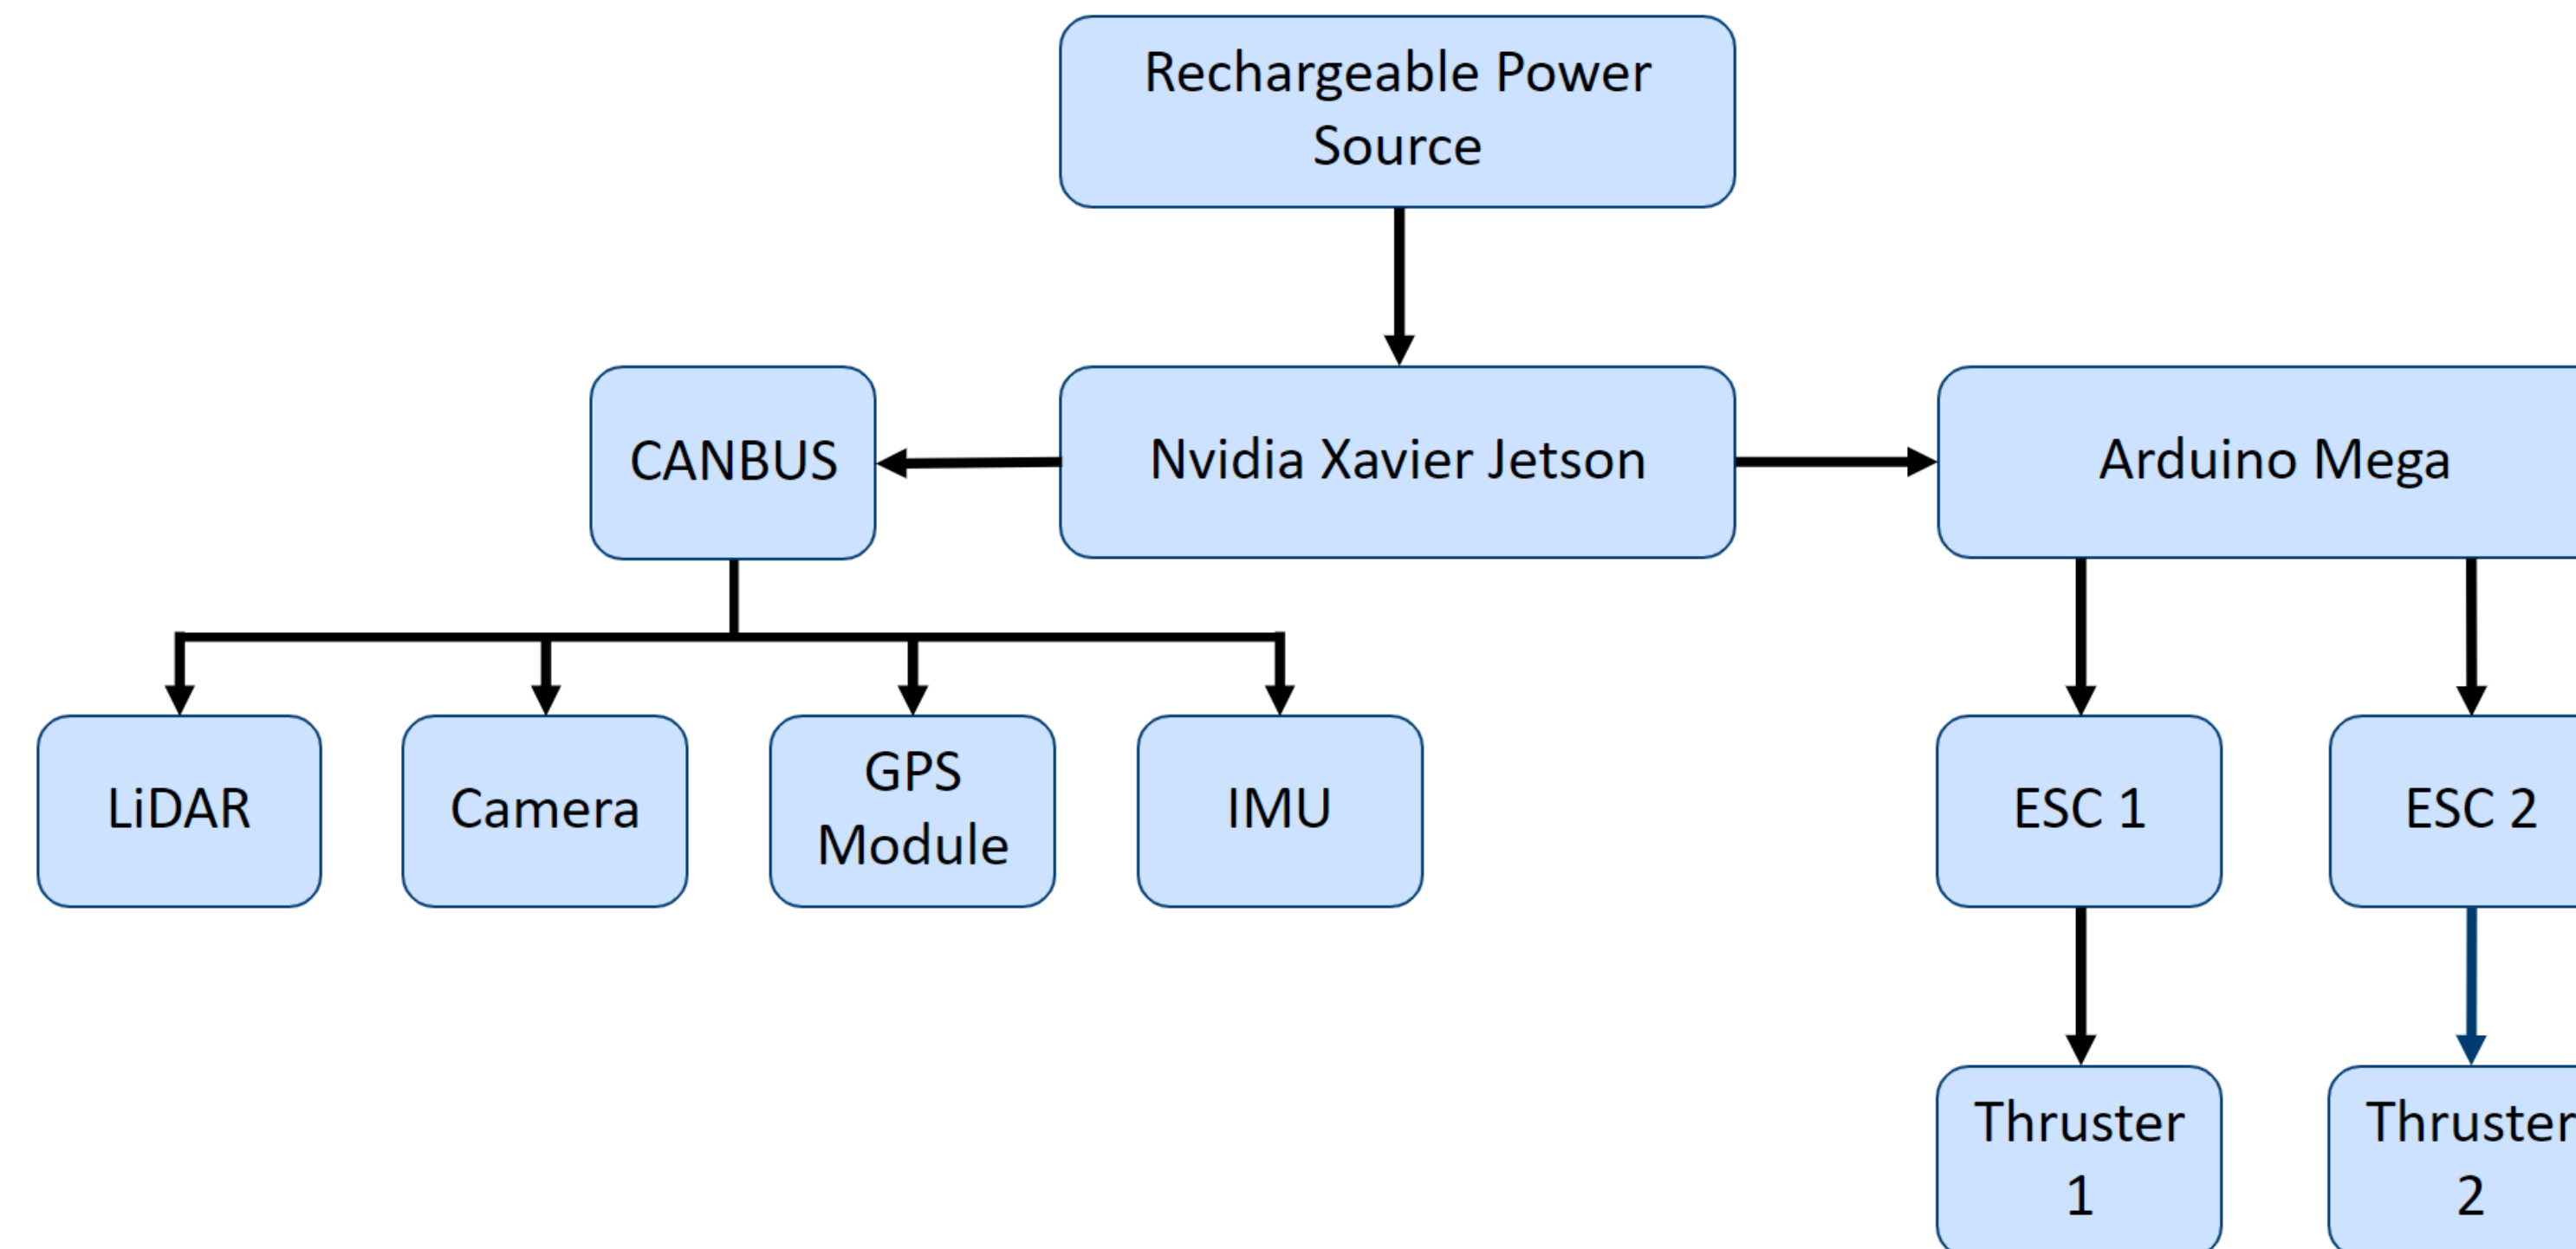 Rechargeable Power
Source
CANBUS
Nvidia Xavier Jetson
Arduino Mega
LiDAR
Camera
GPS
Module
IMU
ESC 1
ESC 2
Thruster
1
Thruster
2